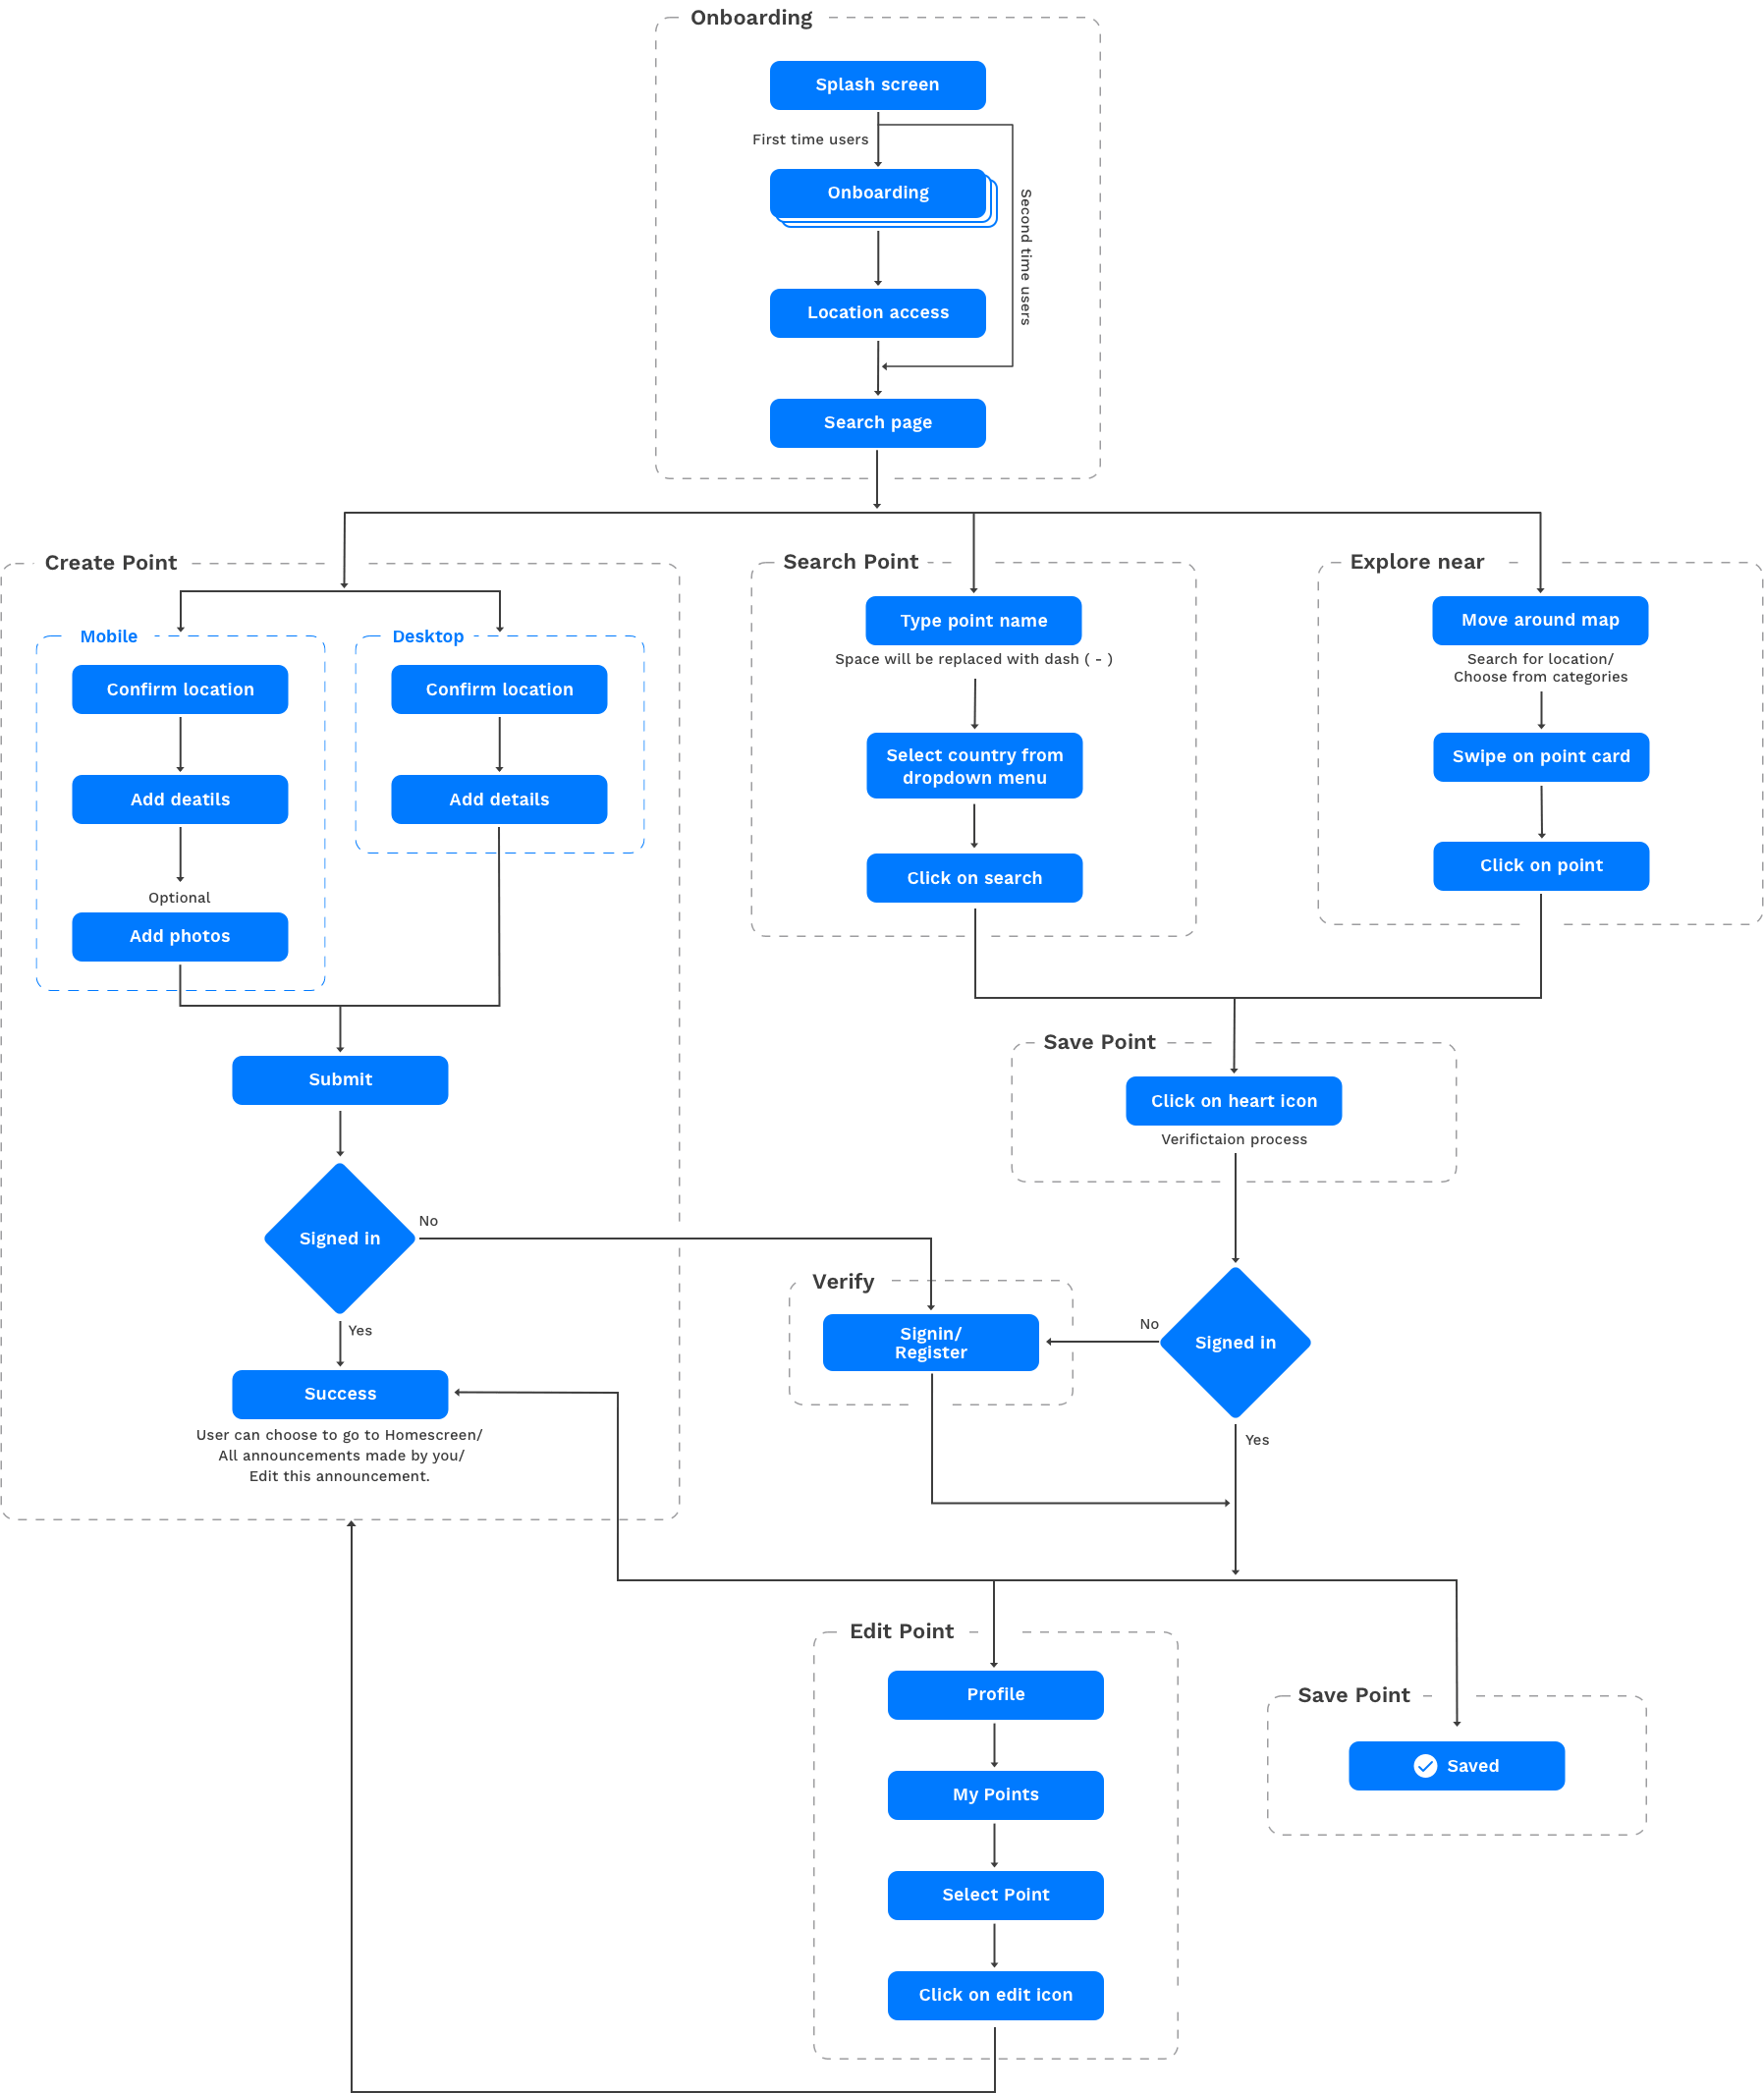 Onboarding
Splash screen
First time users
Onboarding
Second time users
Location access
Search page
Create Point
Mobile
Confirm location
Add deatils
Optional
Add photos
Desktop
Confirm location
Add details
Submit
Signed in
No
Yes
Success
User can choose to go to Homescreen/
All announcements made by you/
Edit this announcement.
Search Point
Type point name
Space will be replaced with dash ( - )
Select country from
dropdown menu
Click on search
Explore near
Move around map
Search for location/
Choose from categories
Swipe on point card
Click on point
Save Point
Click on heart icon
Verifictaion process
Verify
Signin/
Register
No
Signed in
Yes
Edit Point
Profile
My Points
Select Point
Click on edit icon
Save Point
Saved